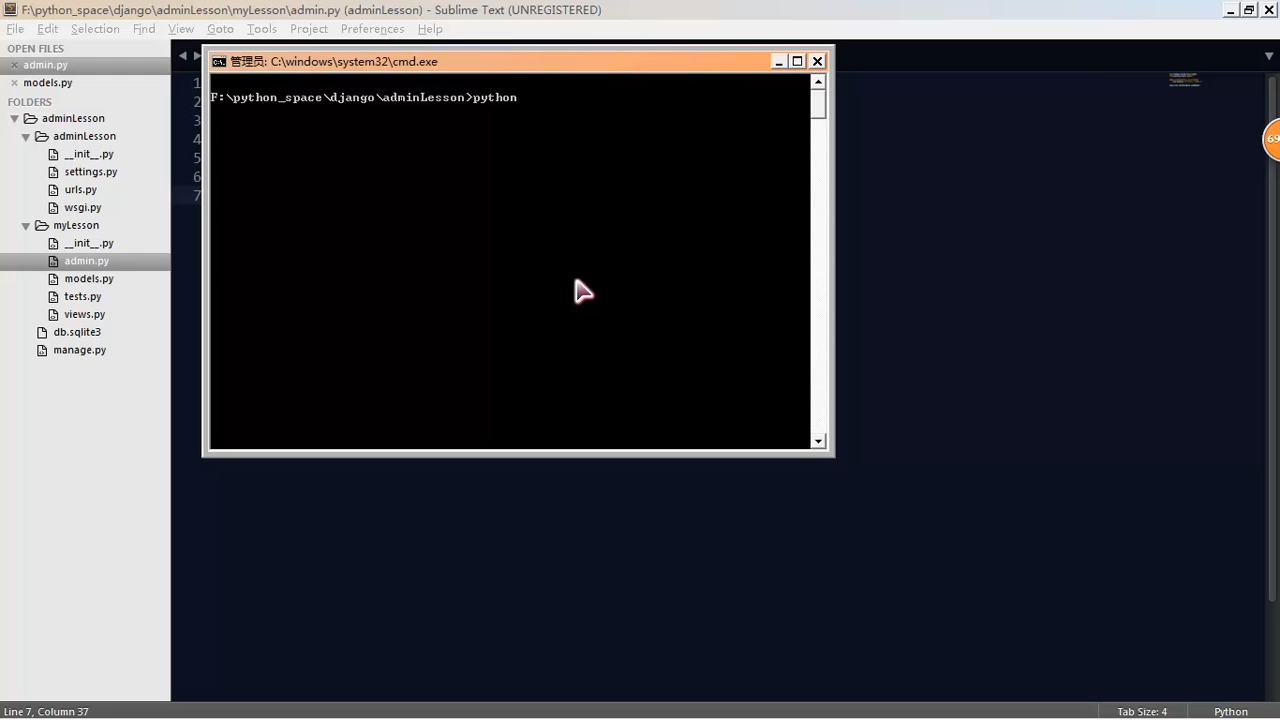 F:\python_space\django\adminLesson\myLesson\admin.py (adminLesson) - Sublime Text (UNREGISTERED)
File Edit Selection Find View Goto Tools Project Preferences Help
OPEN FILES
admin.py
models.py
FOLDERS
adminLesson
adminLesson
__init__.py
settings.py
urls.py
wsgi.py
myLesson
__init__.py
admin.py
models.py
tests.py
views.py
db.sqlite3
manage.py
1
2
3
4
5
6
7
管理员: C:\windows\system32\cmd.exe
F:\python_space\django\adminLesson>python
69
Line 7, Column 37
Tab Size: 4
Python